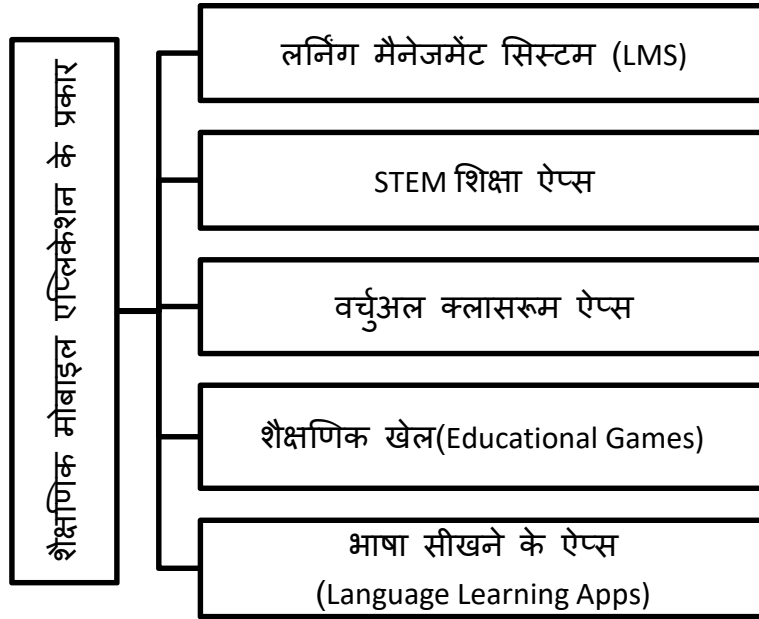 शैक्षणिक मोबाइल एप्लिकेशन के प्रकार
लर्निंग मैनेजमेंट सिस्टम (LMS)
STEM शिक्षा ऐप्स
वर्चुअल क्लासरूम ऐप्स
शैक्षणिक खेल(Educational Games)
भाषा सीखने के ऐप्स
(Language Learning Apps)